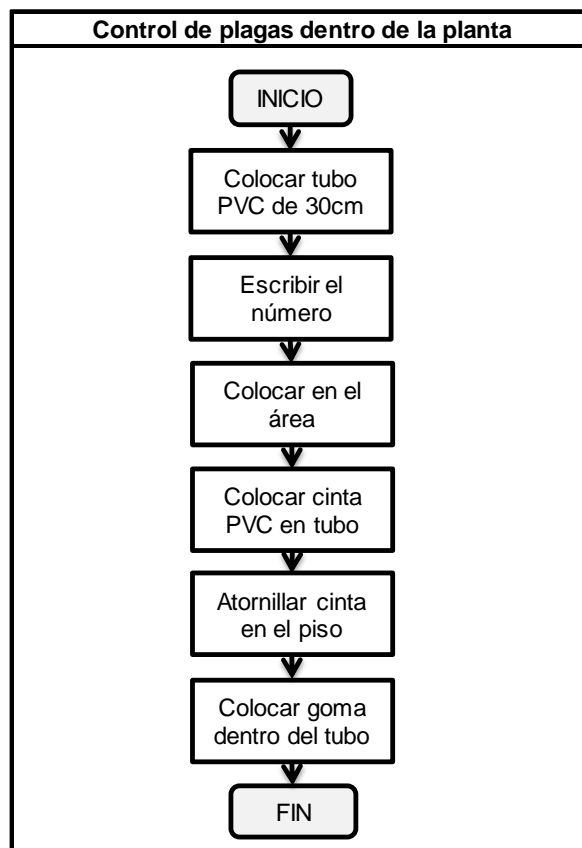 Control de plagas dentro de la planta
INICIO
Colocar tubo
PVC de 30cm
Escribir el
número
Colocar en el
área
Colocar cinta
PVC en tubo
Atornillar cinta
en el piso
Colocar goma
dentro del tubo
FIN